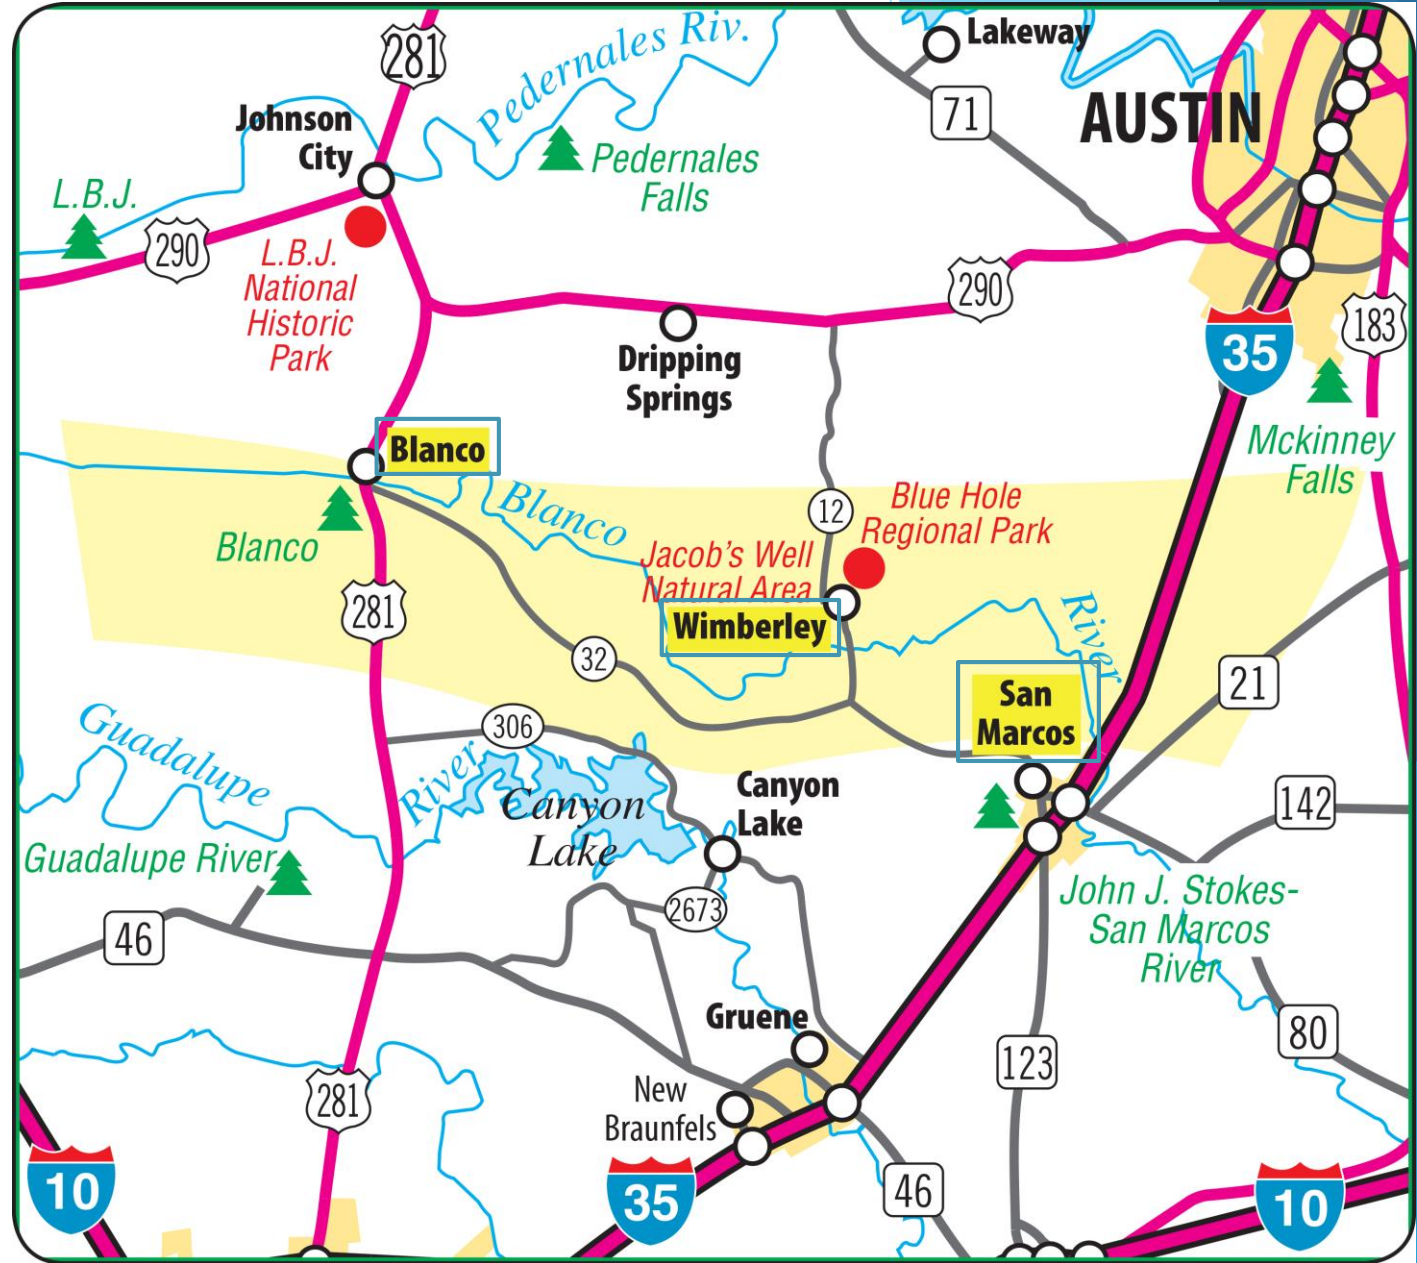 281
Pedernales Riv.
Lakeway
71
AUSTIN
Johnson
City
Pedernales
Falls
L.B.J.
290
L.B.J.
National
Historic
Park
290
183
35
Dripping
Springs
Mckinney
Falls
Blanco
Blanco
12
Blue Hole
Regional Park
Blanco
Jacob's Well
Natural Area
281
Wimberley
River
32
21
San
Marcos
306
Guadalupe
River
Canyon
Lake
Canyon
Lake
142
Guadalupe River
2673
John J. Stokes-
San Marcos
River
46
Gruene
80
123
281
New
Braunfels
10
35
46
10